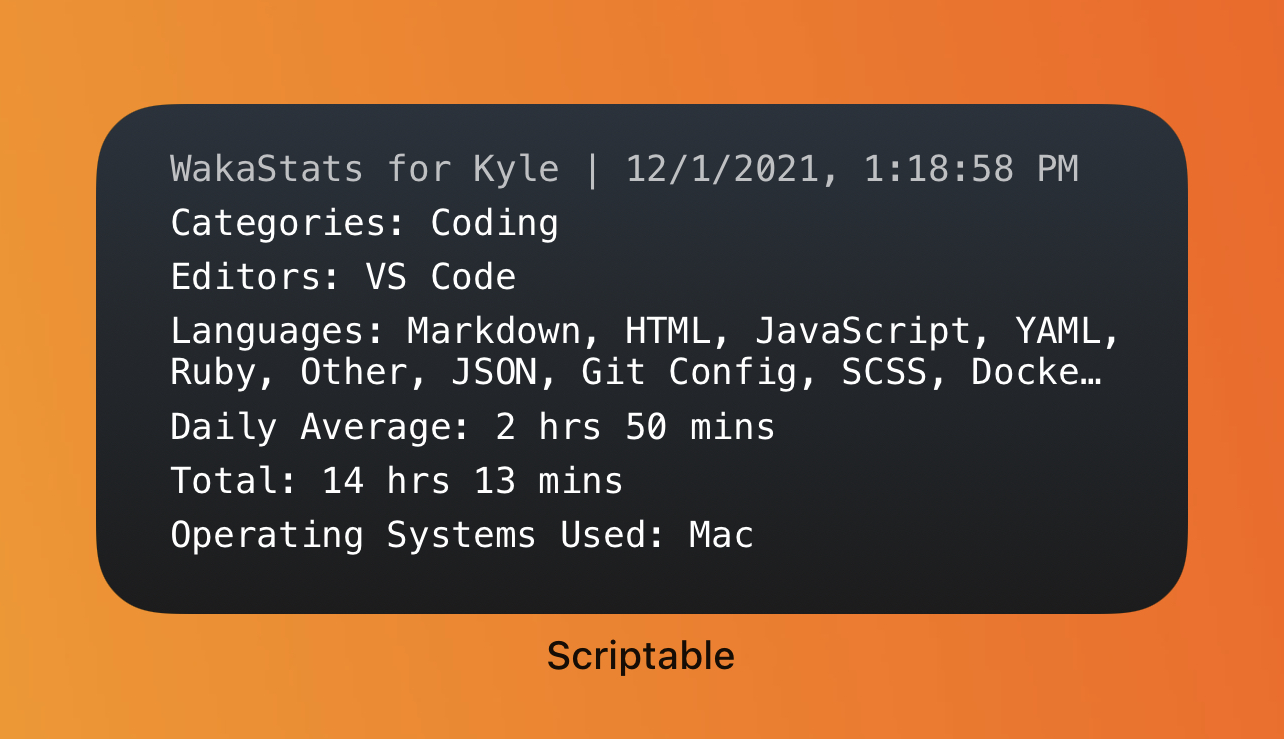 WakaStats for Kyle | 12/1/2021, 1:18:58 PM
Categories: Coding
Editors: VS Code
Languages: Markdown, HTML, JavaScript, YAML,
Ruby, Other, JSON, Git Config, SCSS, Docke…
Daily Average: 2 hrs 50 mins
Total: 14 hrs 13 mins
Operating Systems Used: Mac
Scriptable